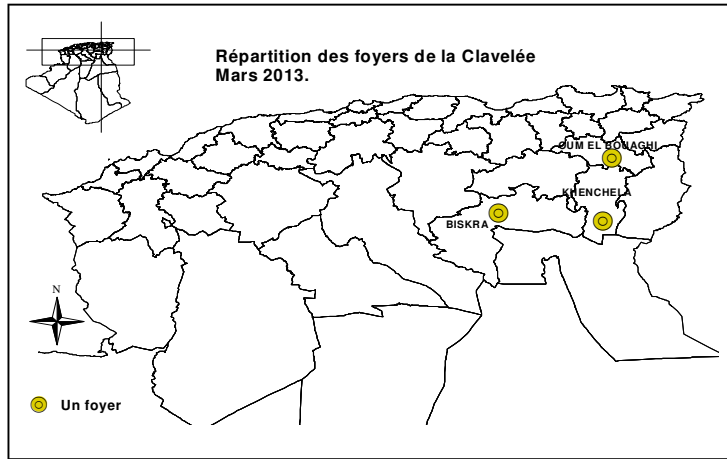 Répartition des foyers de la Clavelée
Mars 2013.
OUM EL BOUAGHI
KHENCHELA
BISKRA
N
Un foyer